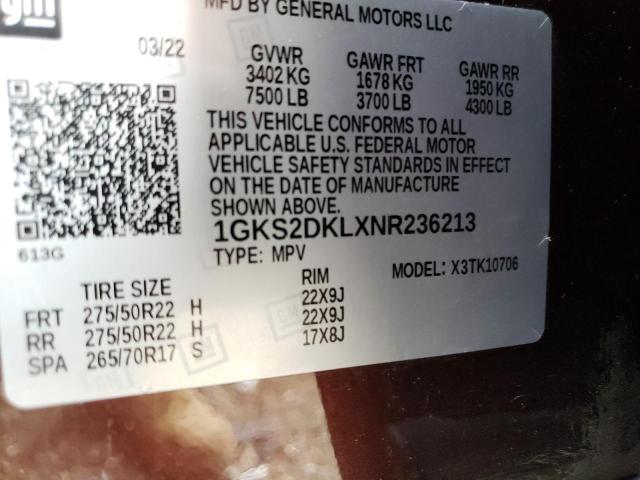 gm
MFD BY GENERAL MOTORS LLC
03/22
GVWR GAWR FRT GAWR RR
3402 KG 1678 KG 1950 KG
7500 LB 3700 LB 4300 LB
THIS VEHICLE CONFORMS TO ALL
APPLICABLE U.S. FEDERAL MOTOR
VEHICLE SAFETY STANDARDS IN EFFECT
ON THE DATE OF MANUFACTURE
SHOWN ABOVE.
613G
1GKS2DKLXNR236213
TYPE: MPV MODEL: X3TK10706
TIRE SIZE RIM
FRT 275/50R22 H 22X9J
RR 275/50R22 H 22X9J
SPA 265/70R17 S 17X8J